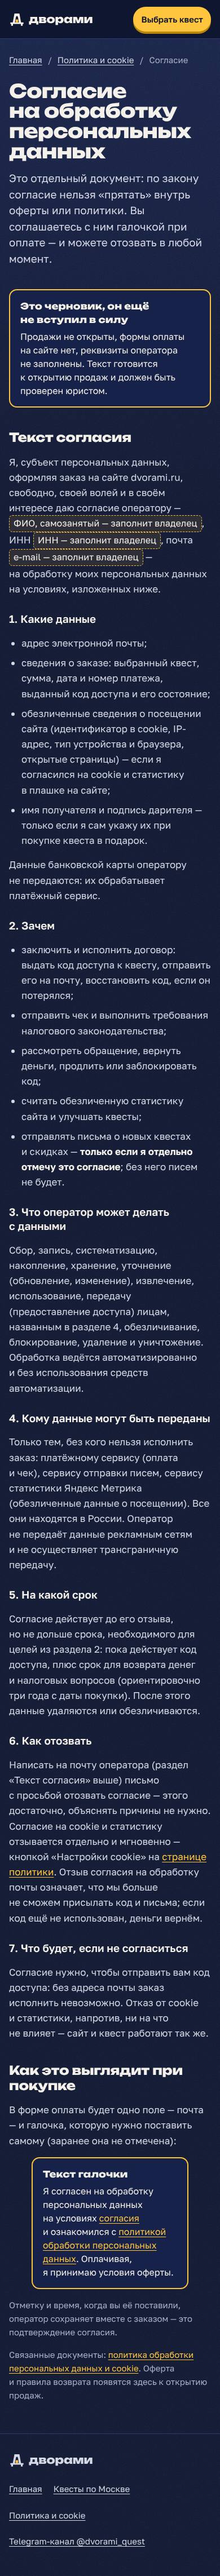 дворами
Выбрать квест
Главная / Политика и cookie / Согласие
Согласие
на обработку
персональных
данных
Это отдельный документ: по закону
согласие нельзя «прятать» внутрь
оферты или политики. Вы
соглашаетесь с ним галочкой при
оплате — и можете отозвать в любой
момент.
Это черновик, он ещё
не вступил в силу
Продажи не открыты, формы оплаты
на сайте нет, реквизиты оператора
не заполнены. Текст готовится
к открытию продаж и должен быть
проверен юристом.
Текст согласия
Я, субъект персональных данных,
оформляя заказ на сайте dvorami.ru,
свободно, своей волей и в своём
интересе даю согласие оператору —
ФИО, самозанятый — заполнит владелец,
ИНН ИНН — заполнит владелец, почта
e-mail — заполнит владелец —
на обработку моих персональных данных
на условиях, изложенных ниже.
1. Какие данные
• адрес электронной почты;
• сведения о заказе: выбранный квест,
сумма, дата и номер платежа,
выданный код доступа и его состояние;
• обезличенные сведения о посещении
сайта (идентификатор в cookie, IP-
адрес, тип устройства и браузера,
открытые страницы) — если я
согласился на cookie и статистику
в плашке на сайте;
• имя получателя и подпись дарителя —
только если я сам укажу их при
покупке квеста в подарок.
Данные банковской карты оператору
не передаются: их обрабатывает
платёжный сервис.
2. Зачем
• заключить и исполнить договор:
выдать код доступа к квесту, отправить
его на почту, восстановить код, если он
потерялся;
• отправить чек и выполнить требования
налогового законодательства;
• рассмотреть обращение, вернуть
деньги, продлить или заблокировать
код;
• считать обезличенную статистику
сайта и улучшать квесты;
• отправлять письма о новых квестах
и скидках — только если я отдельно
отмечу это согласие; без него писем
не будет.
3. Что оператор может делать
с данными
Сбор, запись, систематизацию,
накопление, хранение, уточнение
(обновление, изменение), извлечение,
использование, передачу
(предоставление доступа) лицам,
названным в разделе 4, обезличивание,
блокирование, удаление и уничтожение.
Обработка ведётся автоматизированно
и без использования средств
автоматизации.
4. Кому данные могут быть переданы
Только тем, без кого нельзя исполнить
заказ: платёжному сервису (оплата
и чек), сервису отправки писем, сервису
статистики Яндекс Метрика
(обезличенные данные о посещении). Все
они находятся в России. Оператор
не передаёт данные рекламным сетям
и не осуществляет трансграничную
передачу.
5. На какой срок
Согласие действует до его отзыва,
но не дольше срока, необходимого для
целей из раздела 2: пока действует код
доступа, плюс срок для возврата денег
и налоговых вопросов (ориентировочно
три года с даты покупки). После этого
данные удаляются или обезличиваются.
6. Как отозвать
Написать на почту оператора (раздел
«Текст согласия» выше) письмо
с просьбой отозвать согласие — этого
достаточно, объяснять причины не нужно.
Согласие на cookie и статистику
отзывается отдельно и мгновенно —
кнопкой «Настройки cookie» на странице
политики. Отзыв согласия на обработку
почты означает, что мы больше
не сможем присылать код и письма; если
код ещё не использован, деньги вернём.
7. Что будет, если не согласиться
Согласие нужно, чтобы отправить вам код
доступа: без адреса почты заказ
исполнить невозможно. Отказ от cookie
и статистики, напротив, ни на что
не влияет — сайт и квест работают так же.
Как это выглядит при
покупке
В форме оплаты будет одно поле — почта
— и галочка, которую нужно поставить
самому (заранее она не отмечена):
Текст галочки
Я согласен на обработку
персональных данных
на условиях согласия
и ознакомился с политикой
обработки персональных
данных. Оплачивая,
я принимаю условия оферты.
Отметку и время, когда вы её поставили,
оператор сохраняет вместе с заказом — это
подтверждение согласия.
Связанные документы: политика обработки
персональных данных и cookie. Оферта
и правила возврата появятся здесь к открытию
продаж.
дворами
Главная Квесты по Москве
Политика и cookie
Telegram-канал @dvorami_quest